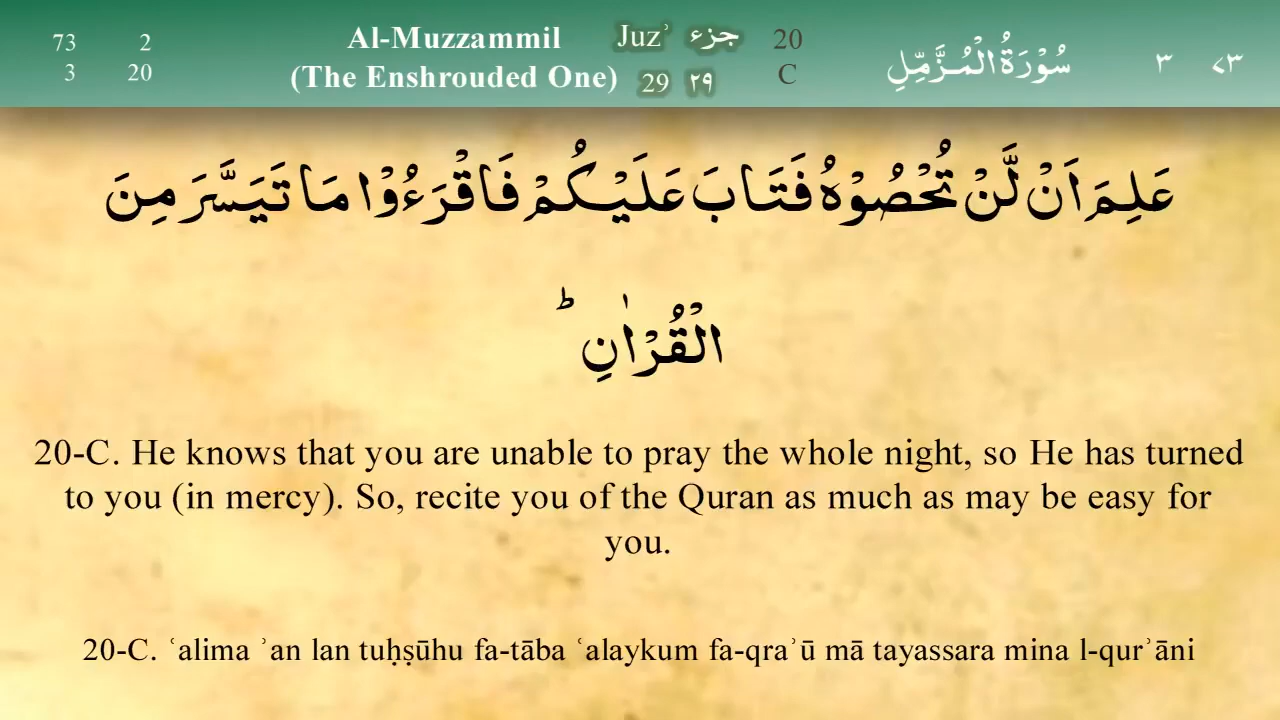 73 2
3 20
Al-Muzzammil
(The Enshrouded One)
Juzʾ جزء
29 ٢٩
20
C
سُوْرَةُ الْمُزَّمِّلِ
٣ ٧٣
عَلِمَ اَنْ لَّنْ تُحْصُوْهُ فَتَابَ عَلَيْكُمْ فَاقْرَءُوْا مَا تَيَسَّرَ مِنَ
الْقُرْاٰنِ ؕ
20-C. He knows that you are unable to pray the whole night, so He has turned
to you (in mercy). So, recite you of the Quran as much as may be easy for
you.
20-C. ʿalima ʾan lan tuḥṣūhu fa-tāba ʿalaykum fa-qraʾū mā tayassara mina l-qurʾāni